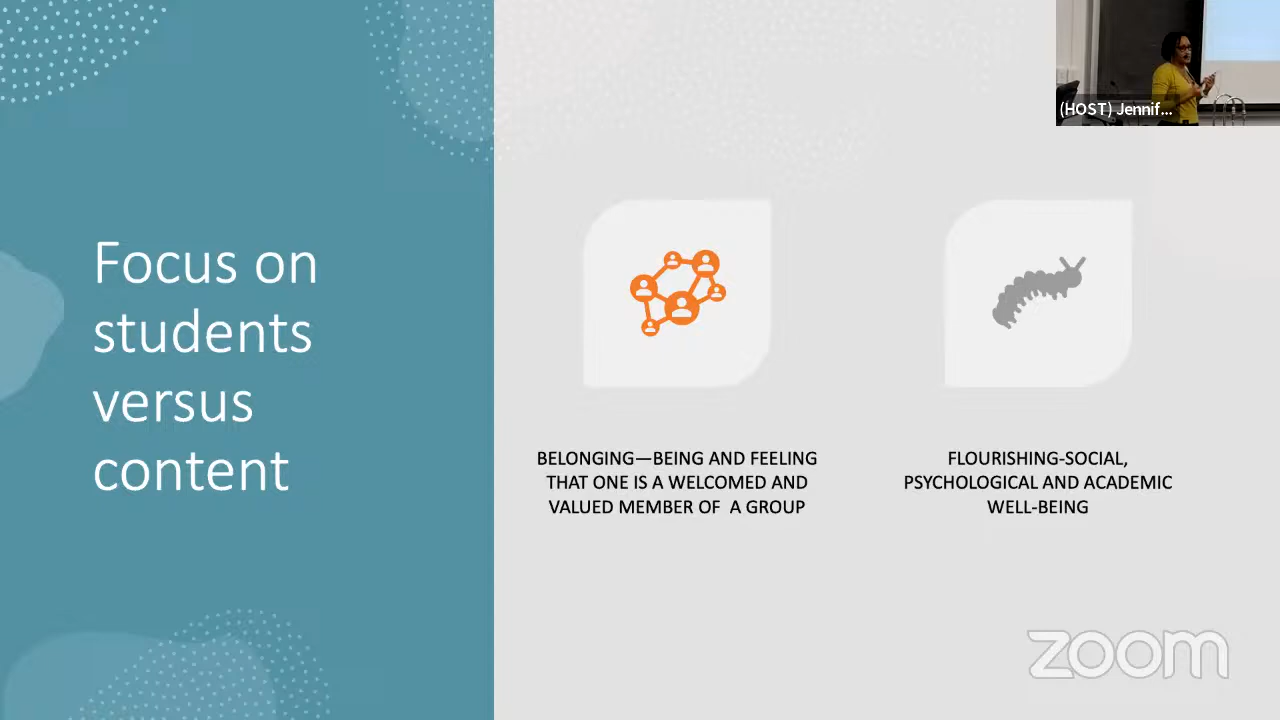 (HOST) Jennif...
Focus on
students
versus
content
BELONGING—BEING AND FEELING
THAT ONE IS A WELCOMED AND
VALUED MEMBER OF  A GROUP
FLOURISHING-SOCIAL,
PSYCHOLOGICAL AND ACADEMIC
WELL-BEING
zoom